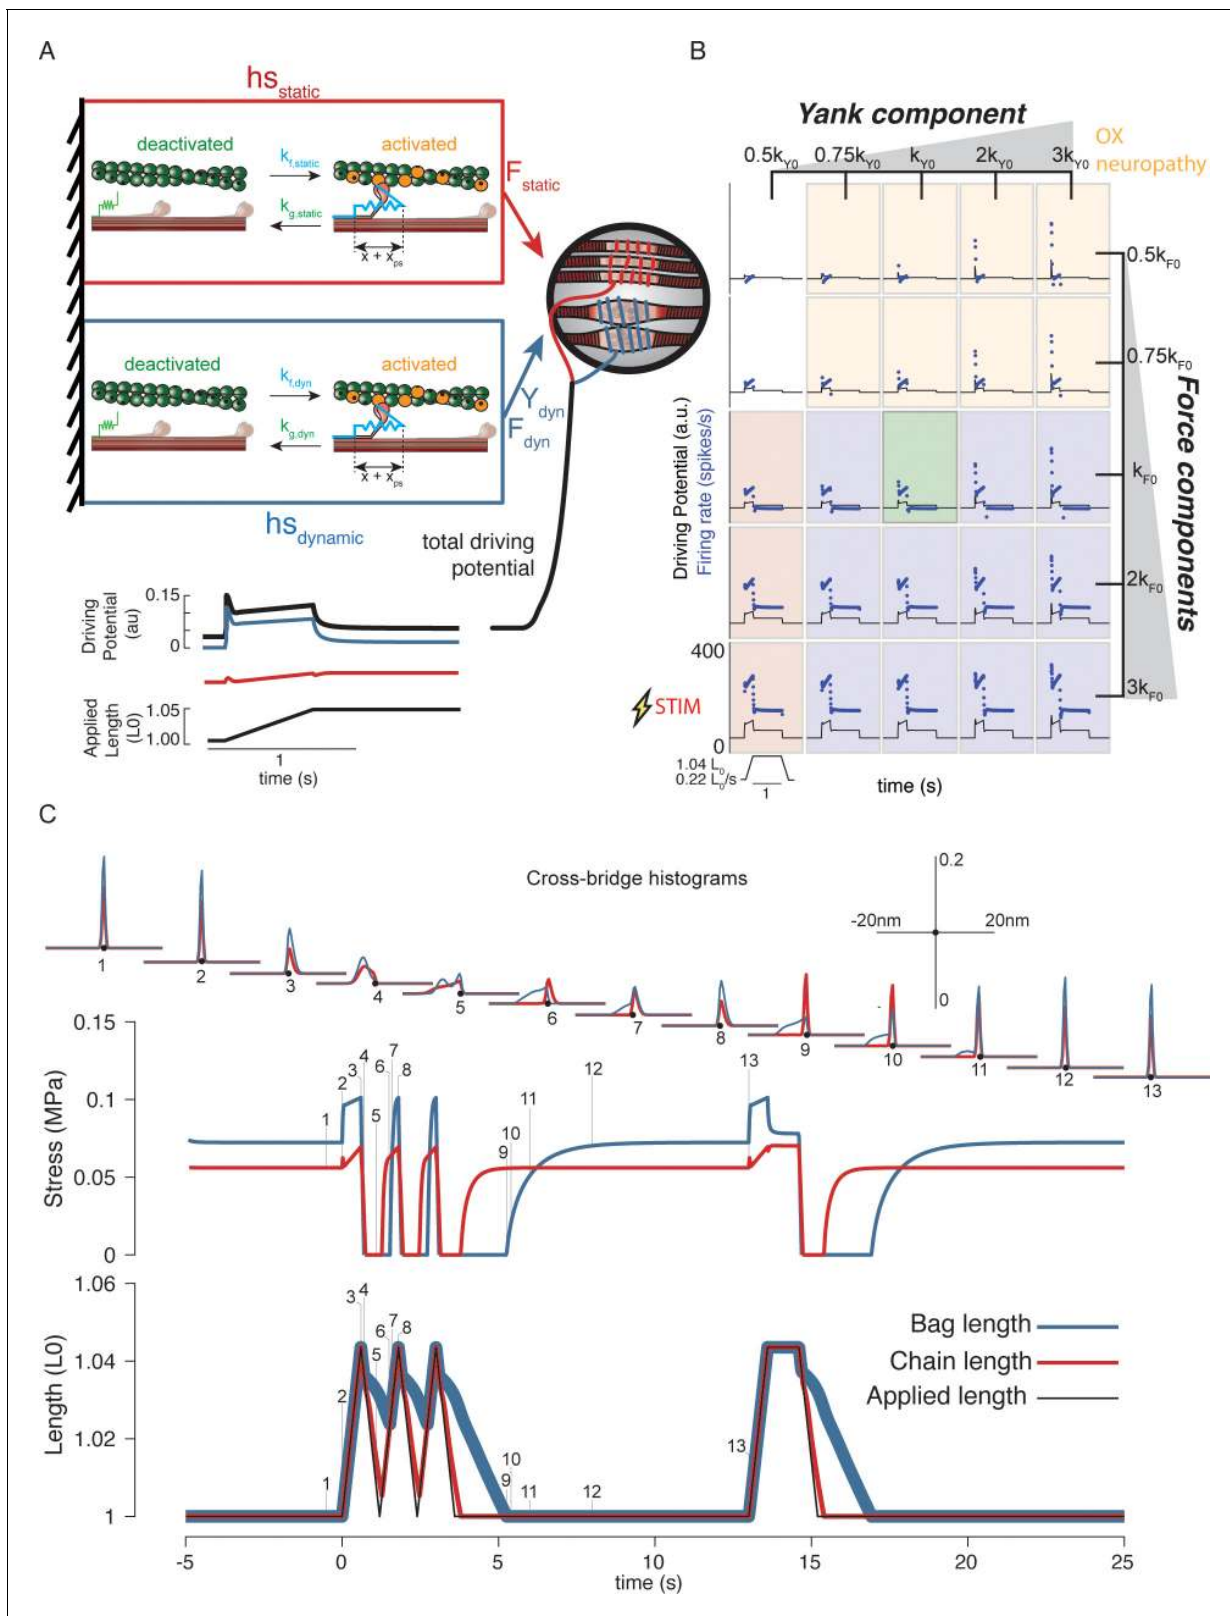 A
hs static
deactivated
activated
k f,static
k g,static
x + x ps
F static
deactivated
activated
k f,dyn
k g,dyn
x + x ps
Y dyn
F dyn
hs dynamic
total driving
potential
0.15
0
Driving
Potential
(au)
1.05
1.00
Applied
Length
(L0)
1
time (s)
B
Yank component
OX
neuropathy
0.5k Y0
0.75k Y0
k Y0
2k Y0
3k Y0
0.5k F0
0.75k F0
k F0
2k F0
3k F0
Force components
Driving Potential (a.u.)
Firing rate (spikes/s)
400
0
STIM
1.04 L0
0.22 L0/s
1
time (s)
C
Cross-bridge histograms
0.2
-20nm
20nm
0
1
2
3
4
5
6
7
8
9
10
11
12
13
Stress (MPa)
0.15
0.1
0.05
0
1
2
3
4
5
6
7
8
9
10
11
12
13
Length (L0)
1.06
1.04
1.02
1
1
2
3
4
5
6
7
8
9
10
11
12
13
Bag length
Chain length
Applied length
-5
0
5
10
15
20
25
time (s)